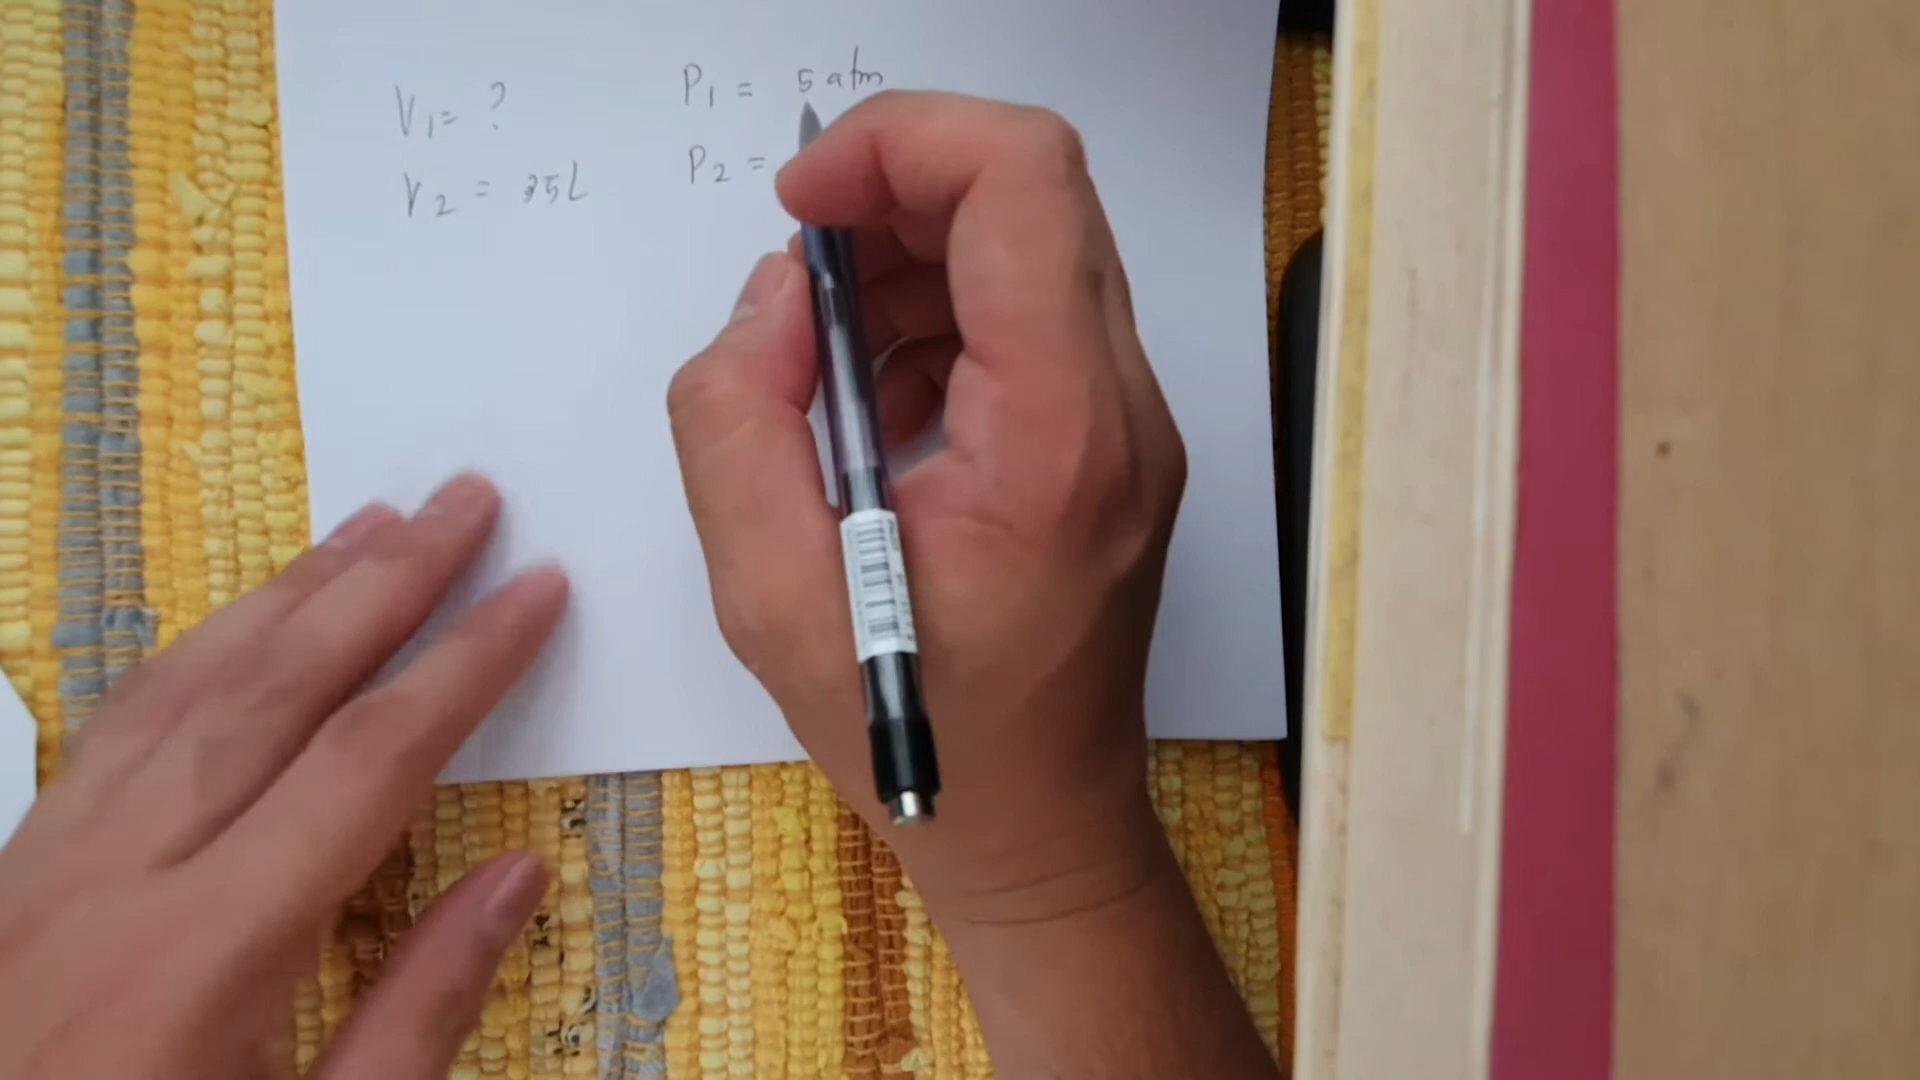 V1 = ?
P1 = 5 atm
V2 = 35L
P2 =